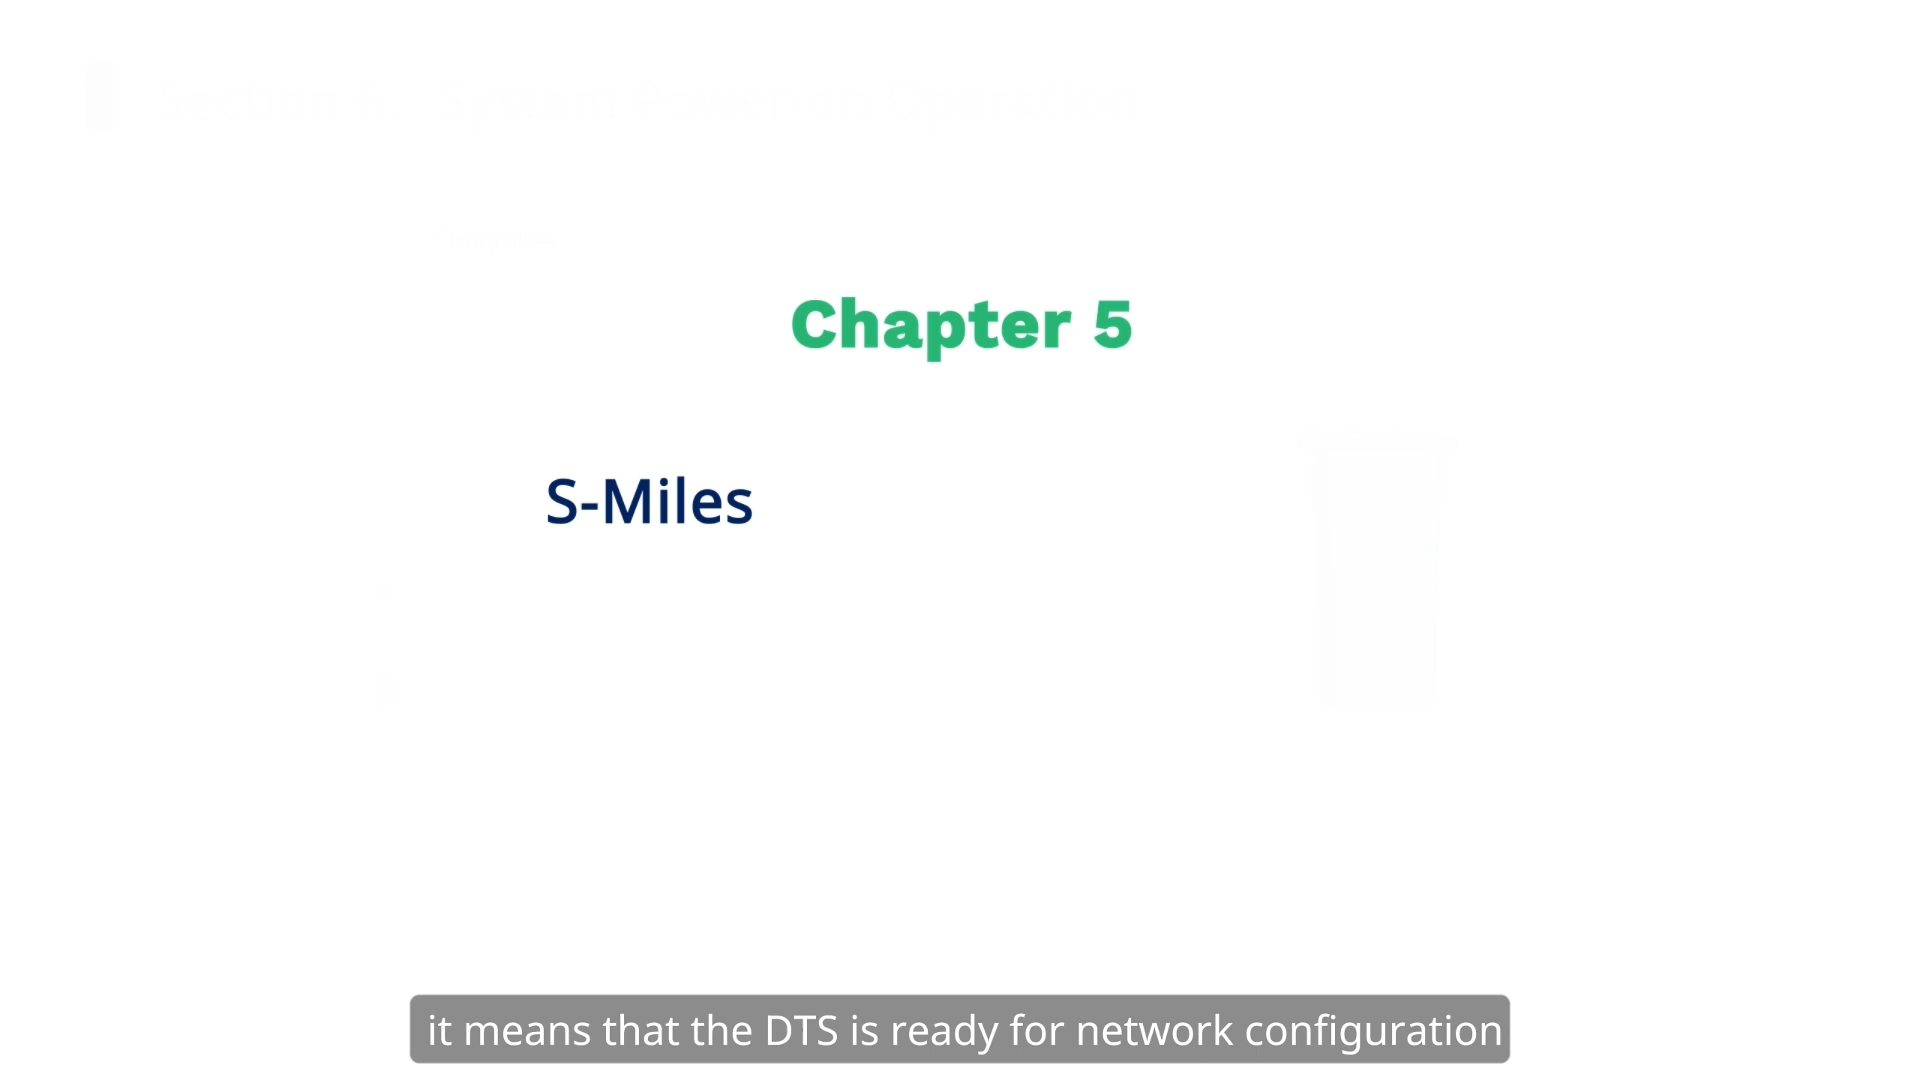 Chapter 5
S-Miles
it means that the DTS is ready for network configuration